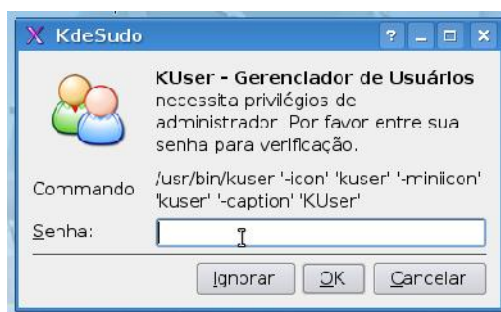 KdeSudo
KUser - Gerenciador de Usuários
necessita privilégios de
administrador. Por favor entre sua
senha para verificação.
Commando
/usr/bin/kuser '-icon' 'kuser' '-miniicon'
'kuser' '-caption' 'KUser'
Senha:
Ignorar
OK
Cancelar